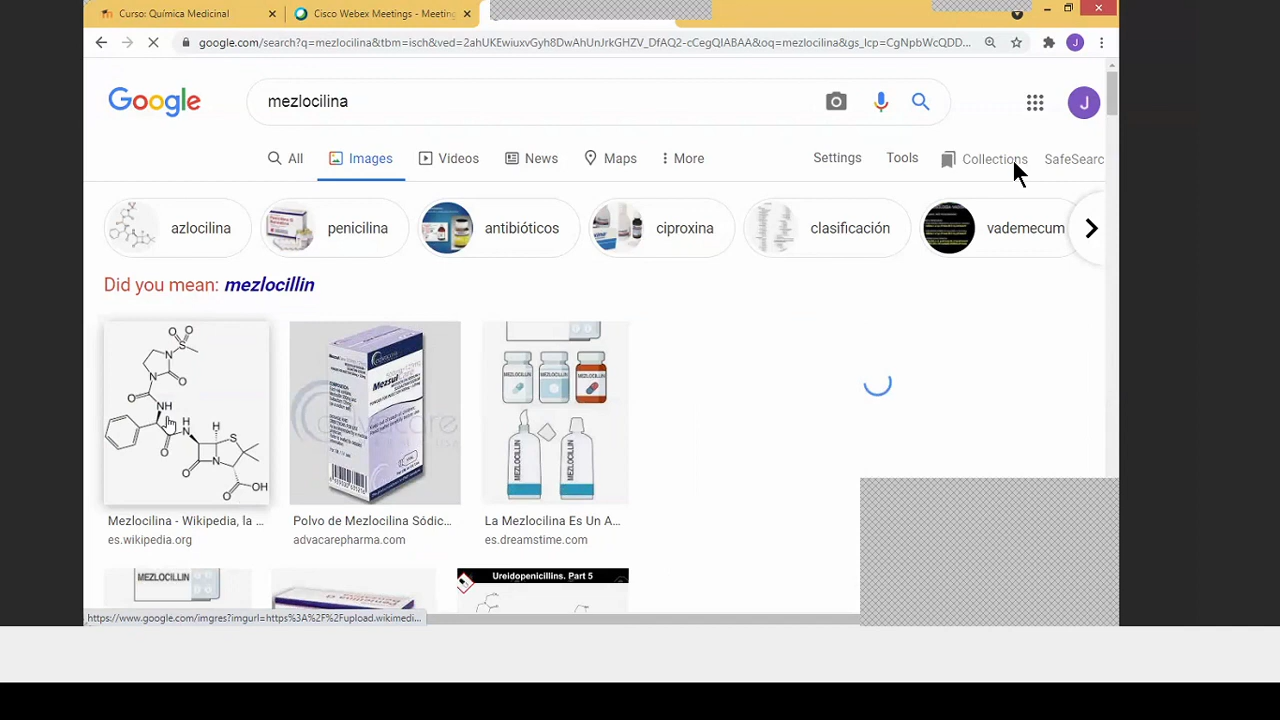 Curso: Química Medicinal
Cisco Webex Meetings - Meeting
google.com/search?q=mezlocilina&tbm=isch&ved=2ahUKEwiuxvGyh8DwAhUnJrkGHZV_DfAQ2-cCegQIABAA&oq=mezlocilina&gs_lcp=CgNpbWcQDD...
J
Google
mezlocilina
J
All
Images
Videos
News
Maps
More
Settings
Tools
Collections
SafeSearc
azlocilina
penicilina
antibióticos
ciproxina
clasificación
vademecum
Did you mean: mezlocillin
Mezlocilina - Wikipedia, la ...
es.wikipedia.org
Polvo de Mezlocilina Sódic...
advacarepharma.com
La Mezlocilina Es Un A...
es.dreamstime.com
MEZLOCILLIN
Ureidopenicillins. Part 5
https://www.google.com/imgres?imgurl=https%3A%2F%2Fupload.wikimedi...